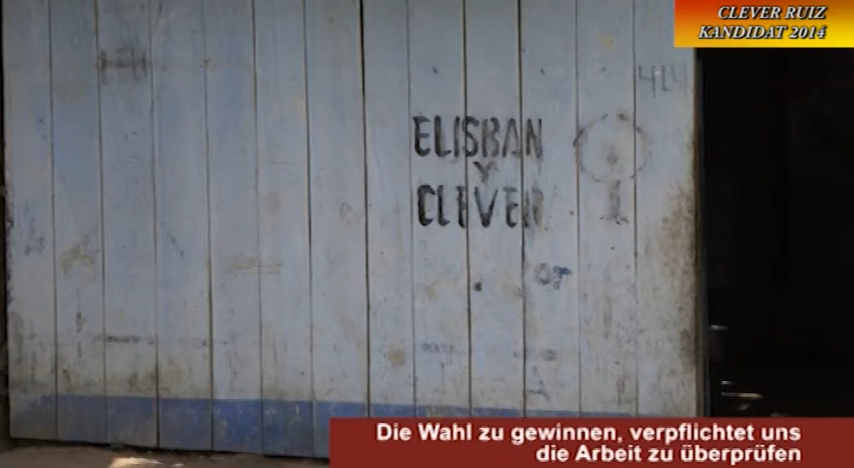 CLEVER RUIZ
KANDIDAT 2014
ELISBAN
Y
CLEVER
Die Wahl zu gewinnen, verpflichtet uns
die Arbeit zu überprüfen